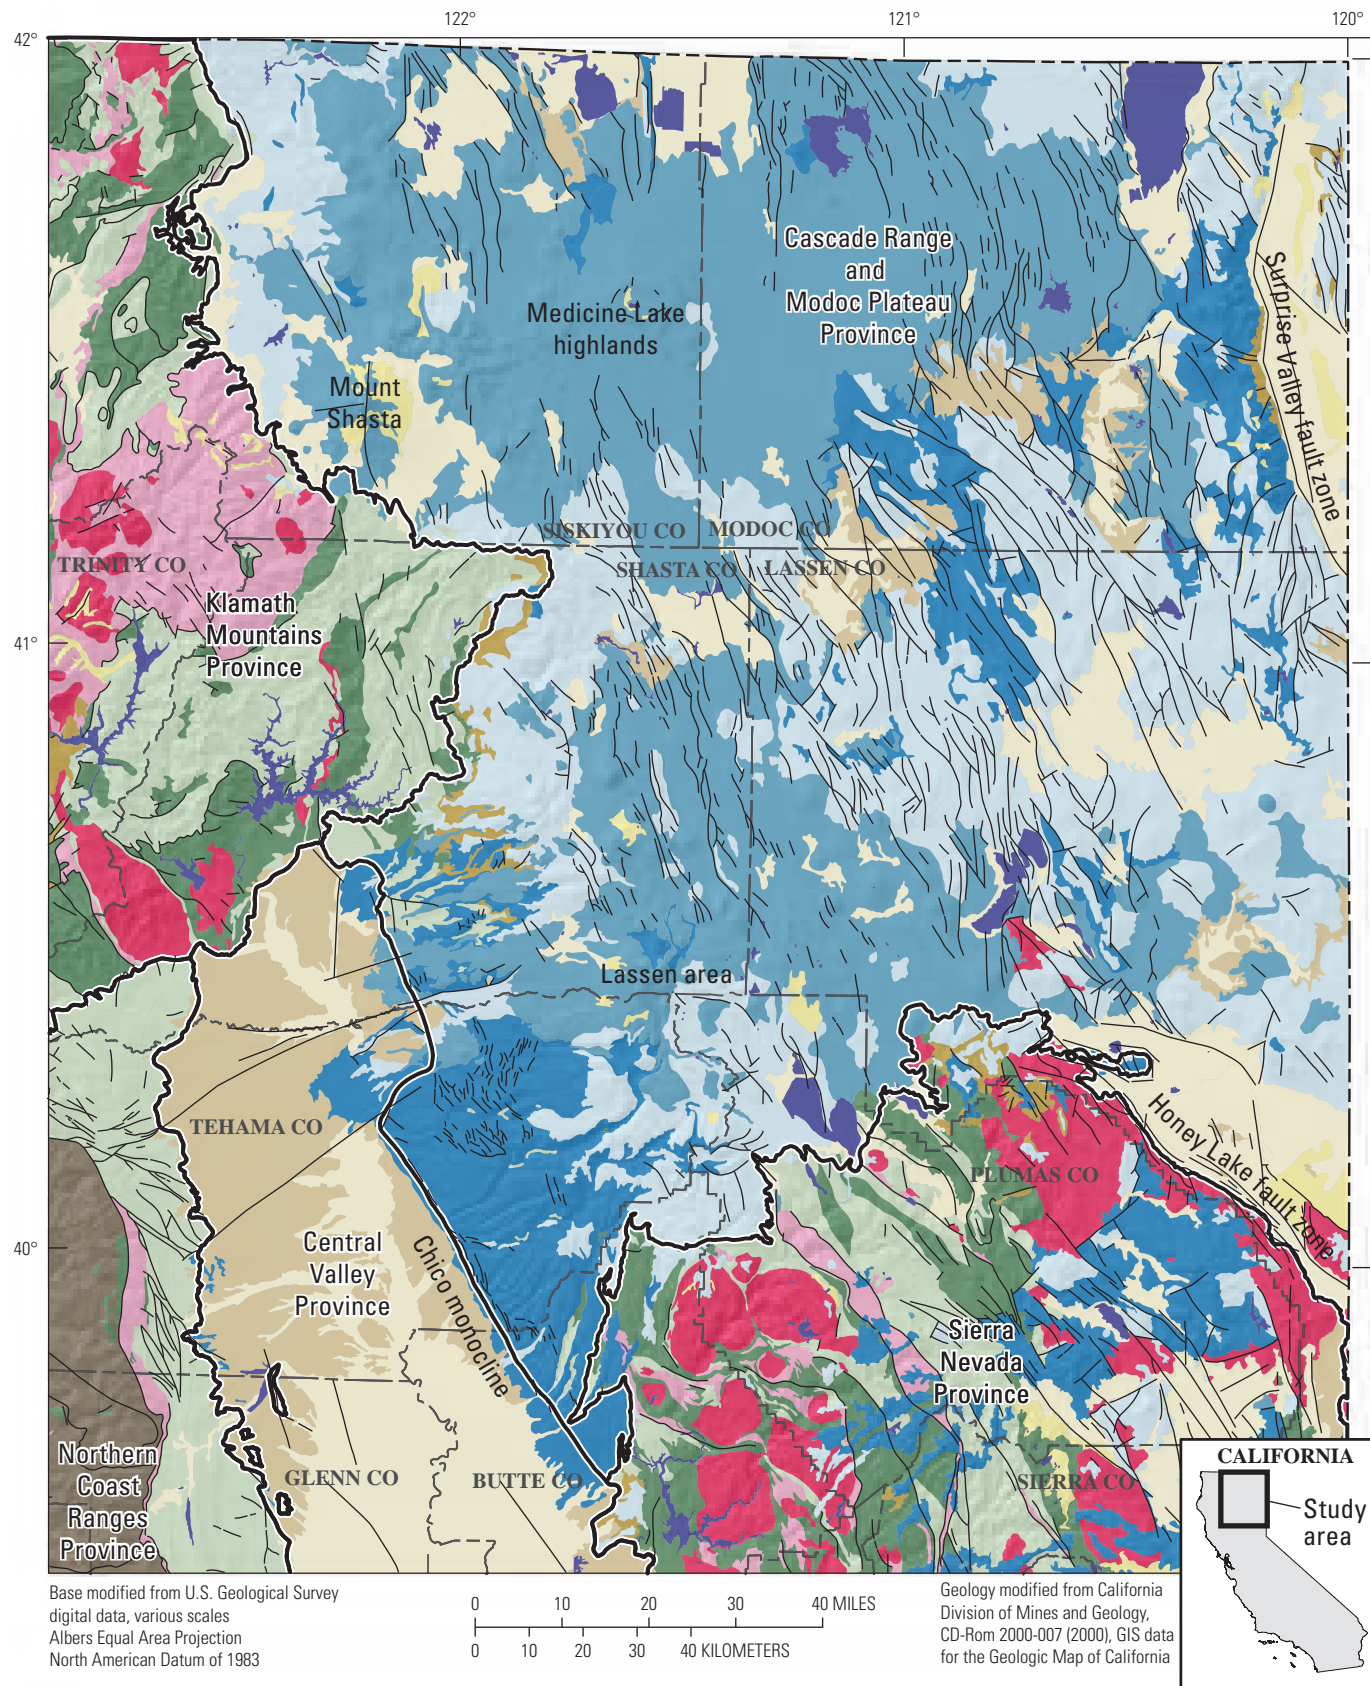 122°
121°
120°
42°
Cascade Range
and
Modoc Plateau
Province
Surprise Valley fault zone
Medicine Lake
highlands
Mount
Shasta
SISKIYOU CO
MODOC CO
TRINITY CO
SHASTA CO
LASSEN CO
Klamath
Mountains
Province
41°
Lassen area
TEHAMA CO
Honey Lake fault zone
PLUMAS CO
40°
Central
Valley
Province
Chico monocline
Sierra
Nevada
Province
Northern
Coast
Ranges
Province
GLENN CO
BUTTE CO
SIERRA CO
CALIFORNIA
Study
area
Base modified from U.S. Geological Survey
digital data, various scales
Albers Equal Area Projection
North American Datum of 1983
0 10 20 30 40 MILES
0 10 20 30 40 KILOMETERS
Geology modified from California
Division of Mines and Geology,
CD-Rom 2000-007 (2000), GIS data
for the Geologic Map of California